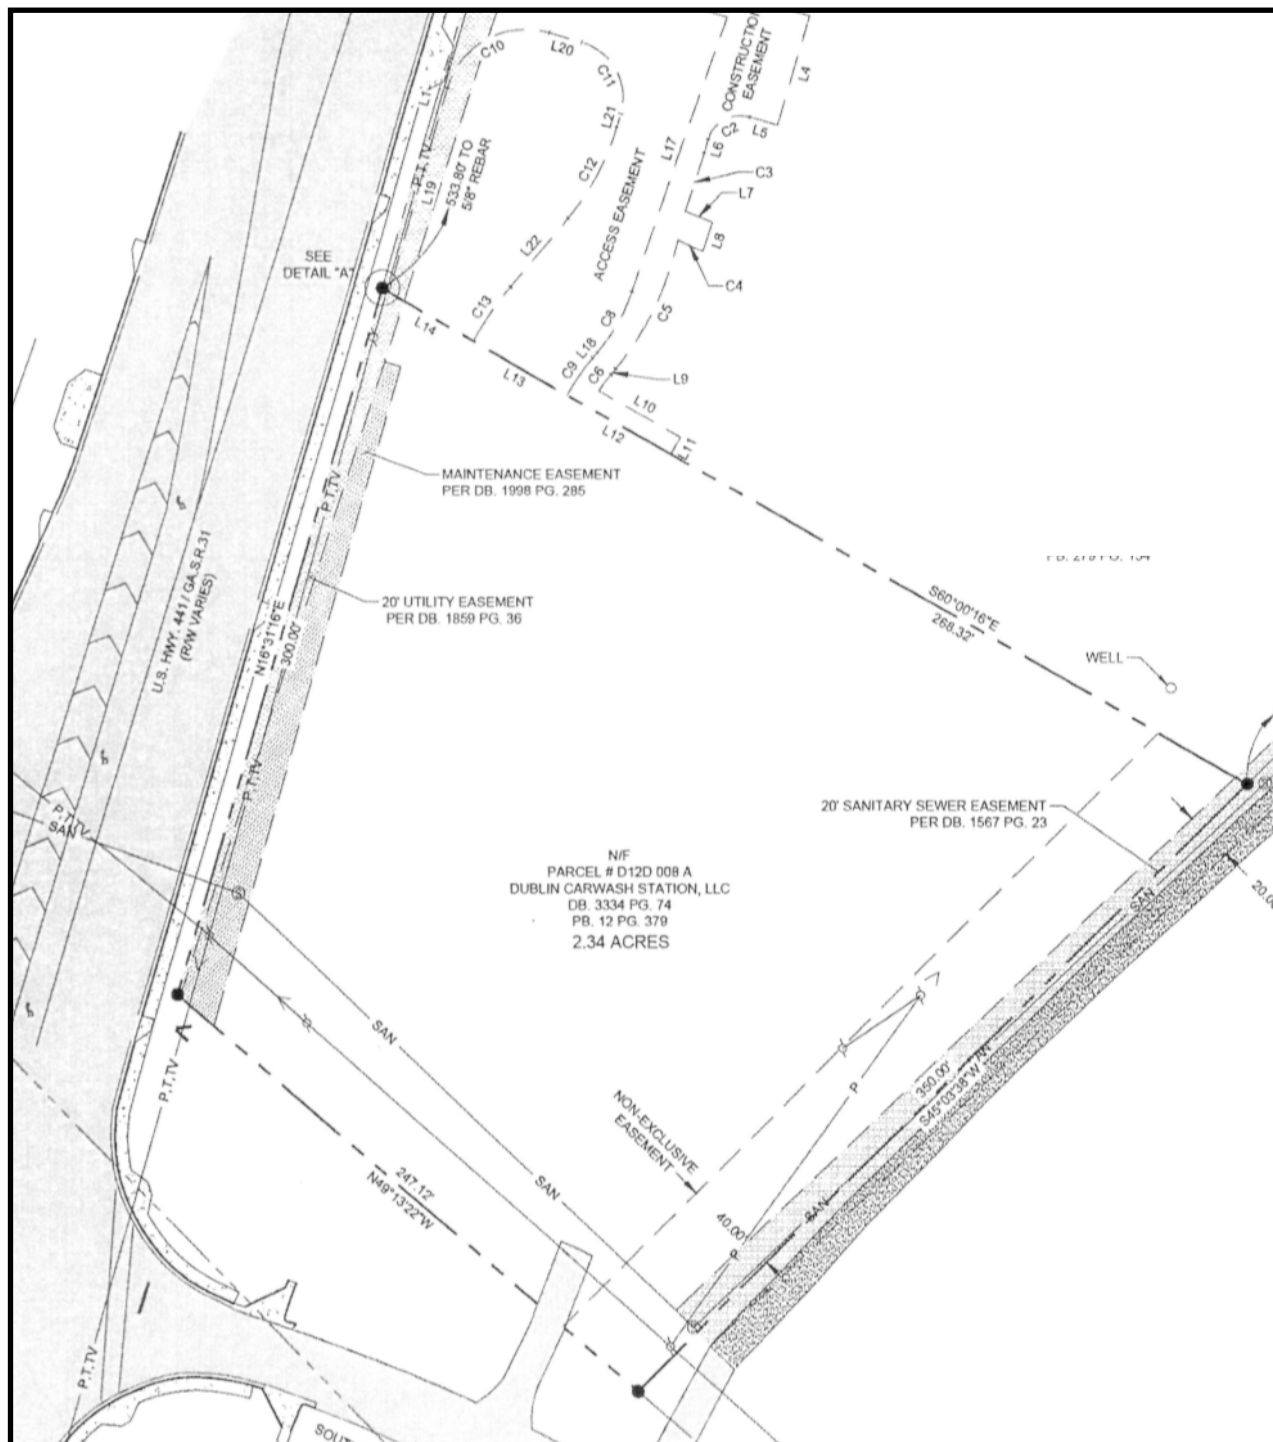 C10
L20
C11
L1
L21
CONSTRUCTION
EASEMENT
L4
C2
L5
L6
L17
C3
L7
L8
C4
C12
ACCESS EASEMENT
P.T.TV
L19
533.80' TO
5/8" REBAR
SEE
DETAIL "A"
L22
C13
C8
C5
L18
C9
C6
L9
L14
L13
L10
L12
L11
MAINTENANCE EASEMENT
PER DB. 1998 PG. 285
P.T.TV
U.S. HWY. 441 / GA.S.R.31
(R/W VARIES)
20' UTILITY EASEMENT
PER DB. 1859 PG. 36
N16°31'16"E
300.00'
S60°00'16"E
268.32'
WELL
P.T.TV
P.T.TV
SAN
20' SANITARY SEWER EASEMENT
PER DB. 1567 PG. 23
N/F
PARCEL # D12D 008 A
DUBLIN CARWASH STATION, LLC
DB. 3334 PG. 74
PB. 12 PG. 379
2.34 ACRES
SAN
20.00
SAN
P.T.TV
P
350.00'
S45°03'38"W
NON-EXCLUSIVE
EASEMENT
SAN
SAN
247.12'
N49°13'22"W
40.00'
P
P.T.TV
SOUT